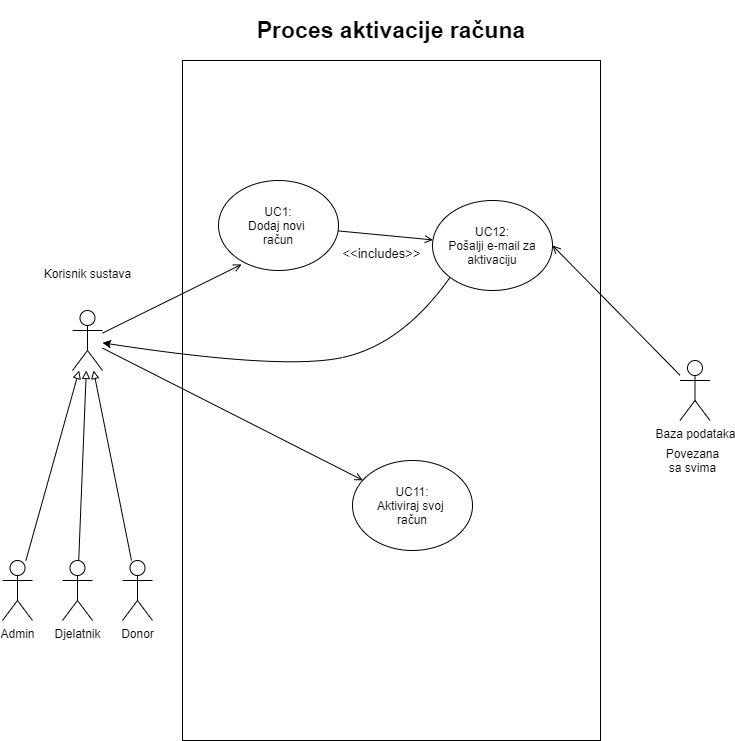 Proces aktivacije računa
UC1:
Dodaj novi
račun
UC12:
Pošalji e-mail za
aktivaciju
<<includes>>
Korisnik sustava
Baza podataka
Povezana
sa svima
UC11:
Aktiviraj svoj
račun
Admin
Djelatnik
Donor